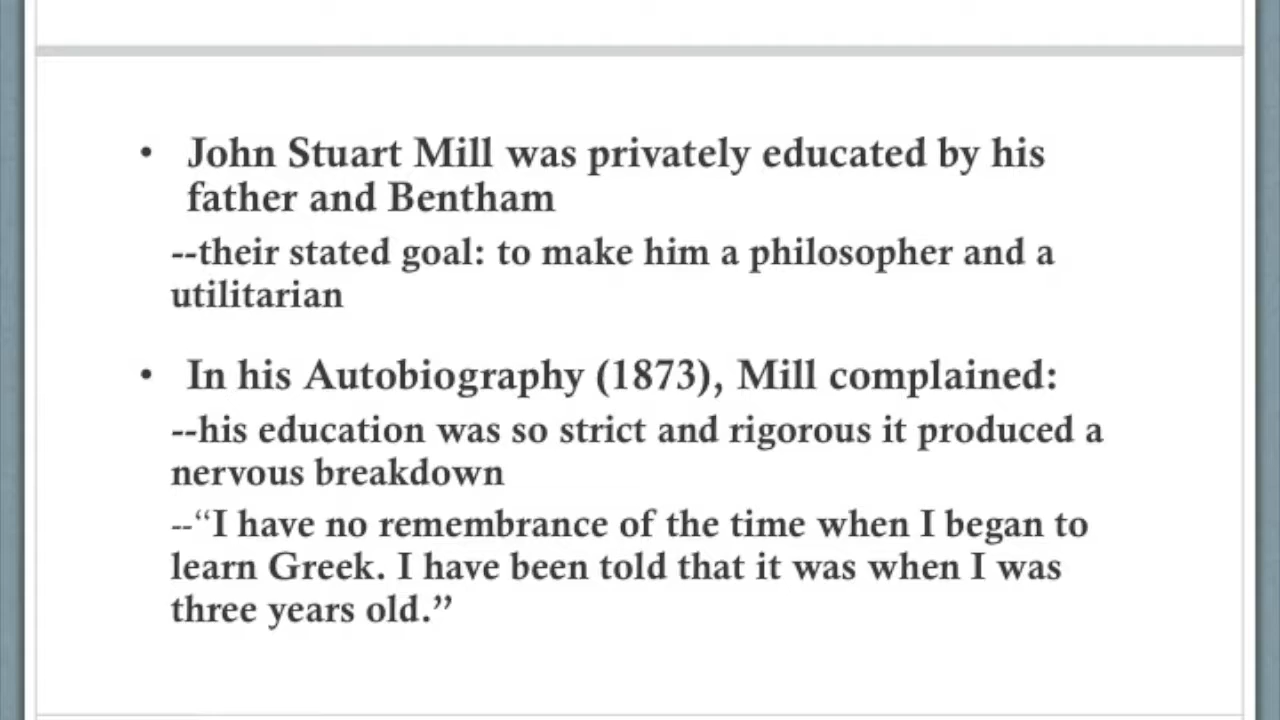 • John Stuart Mill was privately educated by his
father and Bentham
--their stated goal: to make him a philosopher and a
utilitarian
• In his Autobiography (1873), Mill complained:
--his education was so strict and rigorous it produced a
nervous breakdown
--“I have no remembrance of the time when I began to
learn Greek. I have been told that it was when I was
three years old.”